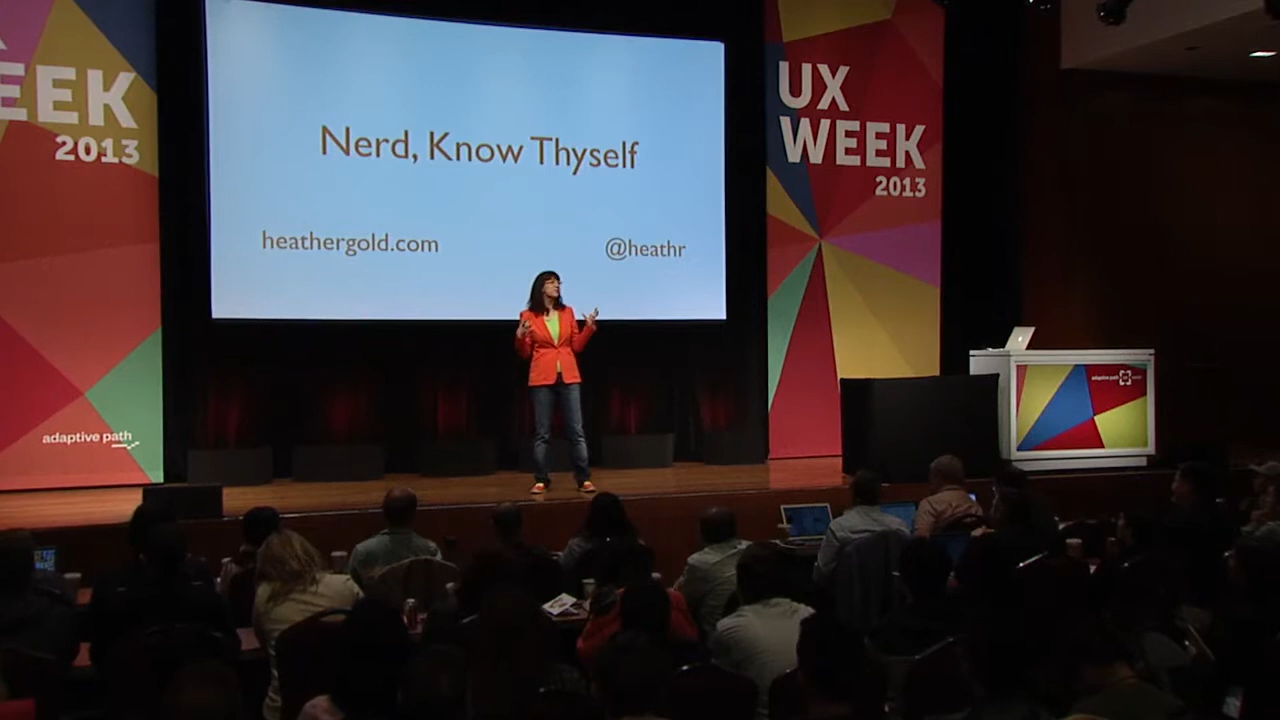 EEK
2013
adaptive path
Nerd, Know Thyself
heathergold.com
@heathr
UX
WEEK
2013
adaptive path